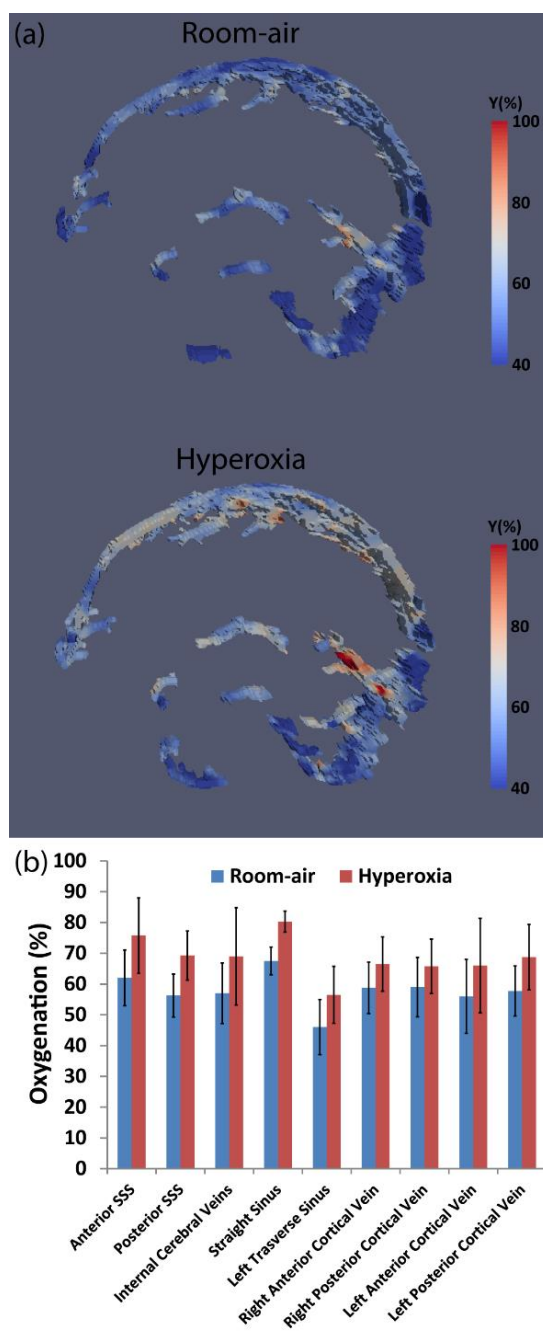 (a)
Room-air
Y(%)
100
80
60
40
Hyperoxia
Y(%)
100
80
60
40
(b)
100
90
80
70
60
50
40
30
20
10
0
Oxygenation (%)
Room-air
Hyperoxia
Anterior SSS
Posterior SSS
Internal Cerebral Veins
Straight Sinus
Left Trasverse Sinus
Right Anterior Cortical Vein
Right Posterior Cortical Vein
Left Anterior Cortical Vein
Left Posterior Cortical Vein